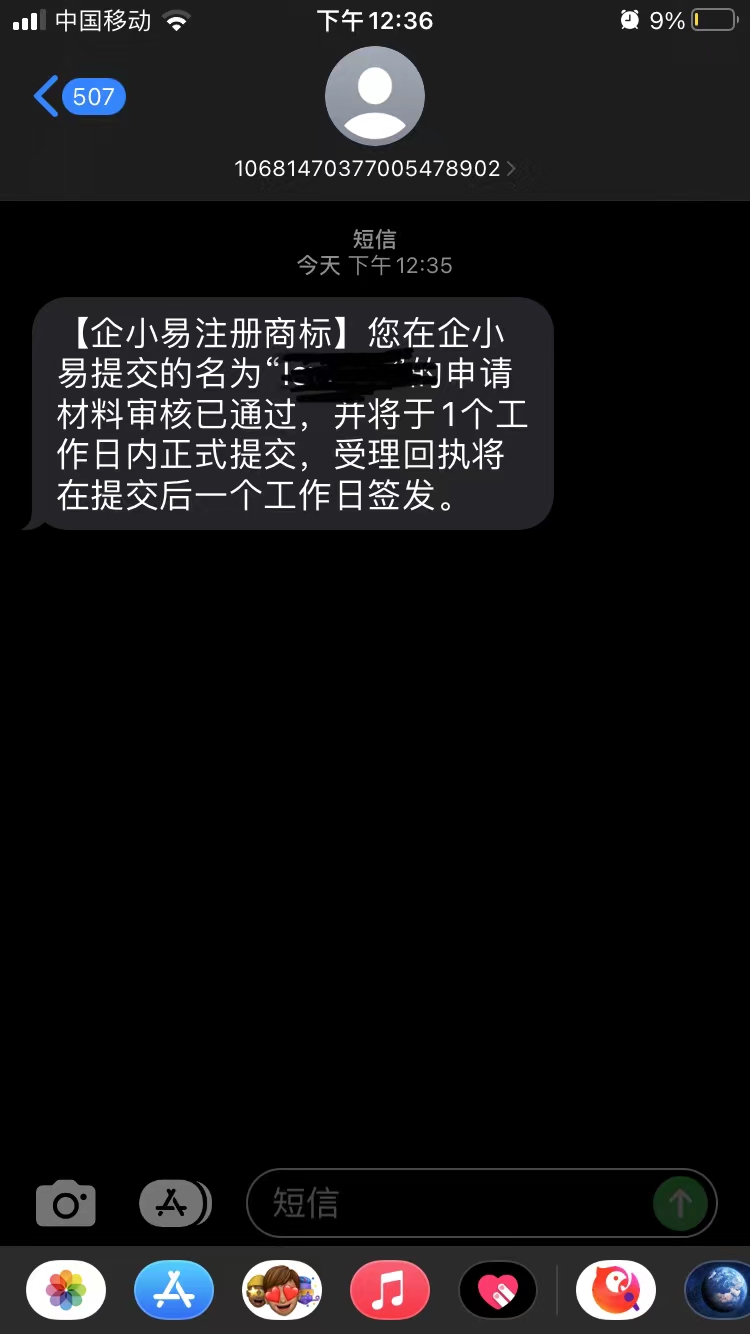 中国移动
下午12:36
9%
507
10681470377005478902
短信
今天 下午12:35
【企小易注册商标】您在企小
易提交的名为“的申请
材料审核已通过，并将于1个工
作日内正式提交，受理回执将
在提交后一个工作日签发。
短信